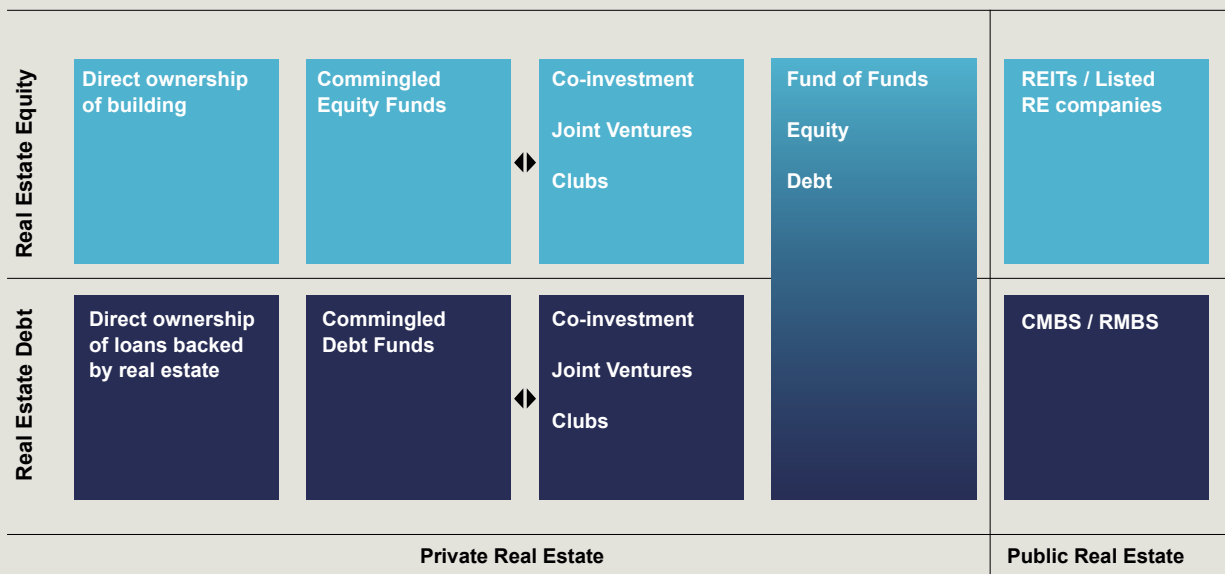 Real Estate Equity
Direct ownership
of building
Commingled
Equity Funds
Co-investment
Joint Ventures
Clubs
Fund of Funds
Equity
Debt
REITs / Listed
RE companies
Real Estate Debt
Direct ownership
of loans backed
by real estate
Commingled
Debt Funds
Co-investment
Joint Ventures
Clubs
CMBS / RMBS
Private Real Estate
Public Real Estate